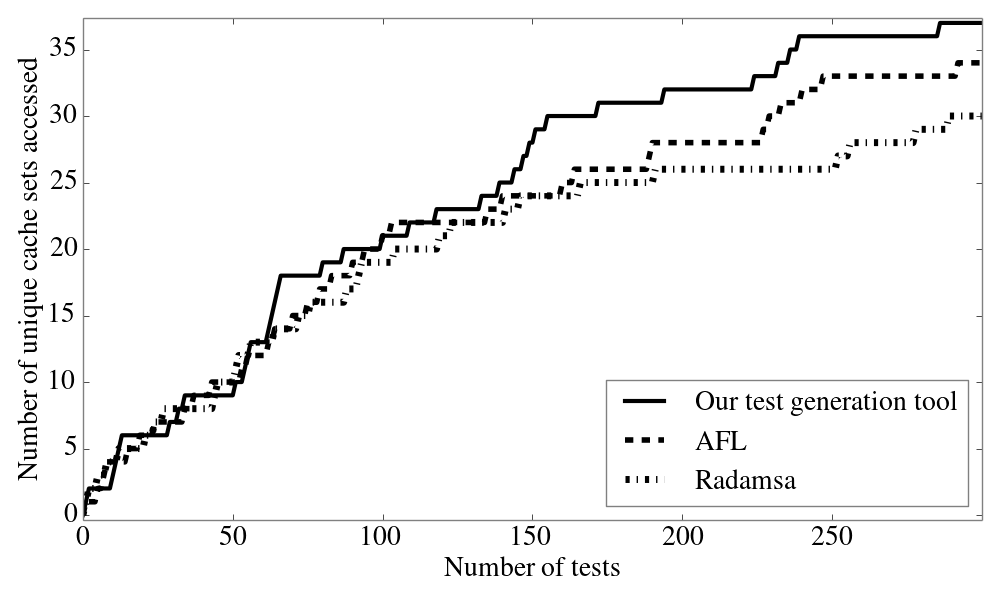 Number of unique cache sets accessed
35
30
25
20
15
10
5
0
0 50 100 150 200 250
Number of tests
Our test generation tool
AFL
Radamsa